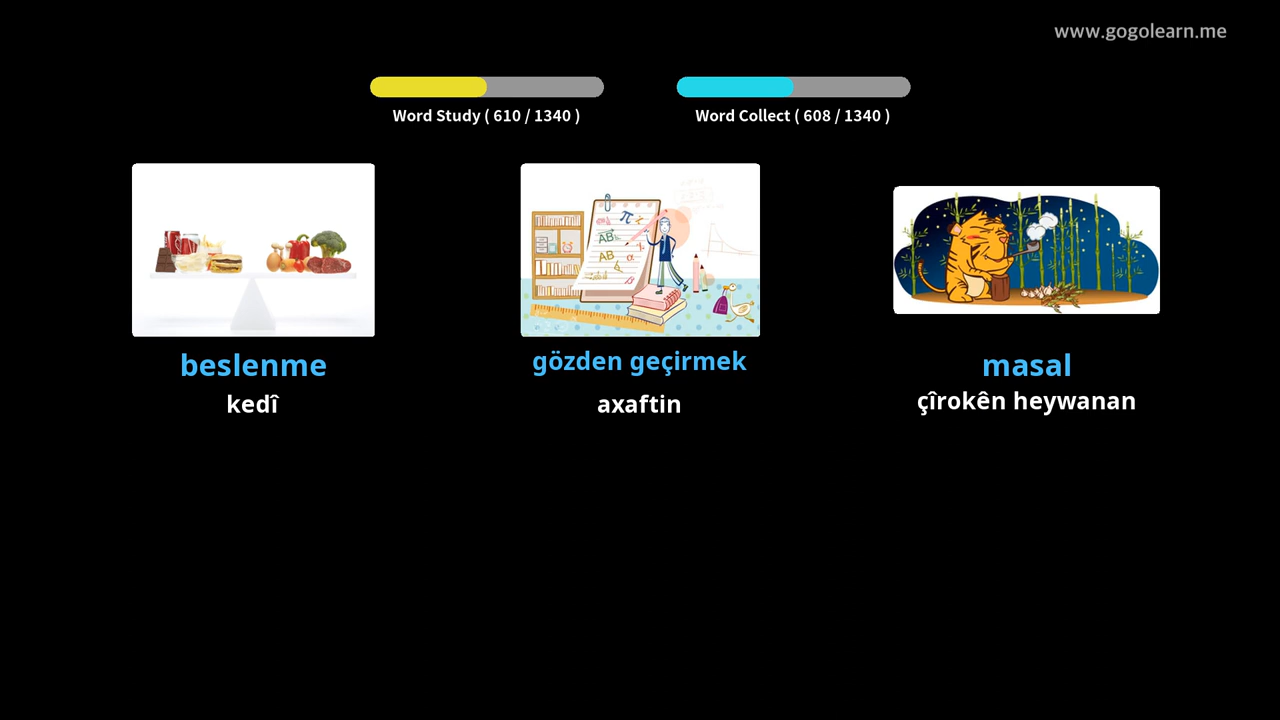 www.gogolearn.me
Word Study ( 610 / 1340 )
Word Collect ( 608 / 1340 )
beslenme
gözden geçirmek
masal
kedî
axaftin
çîrokên heywanan